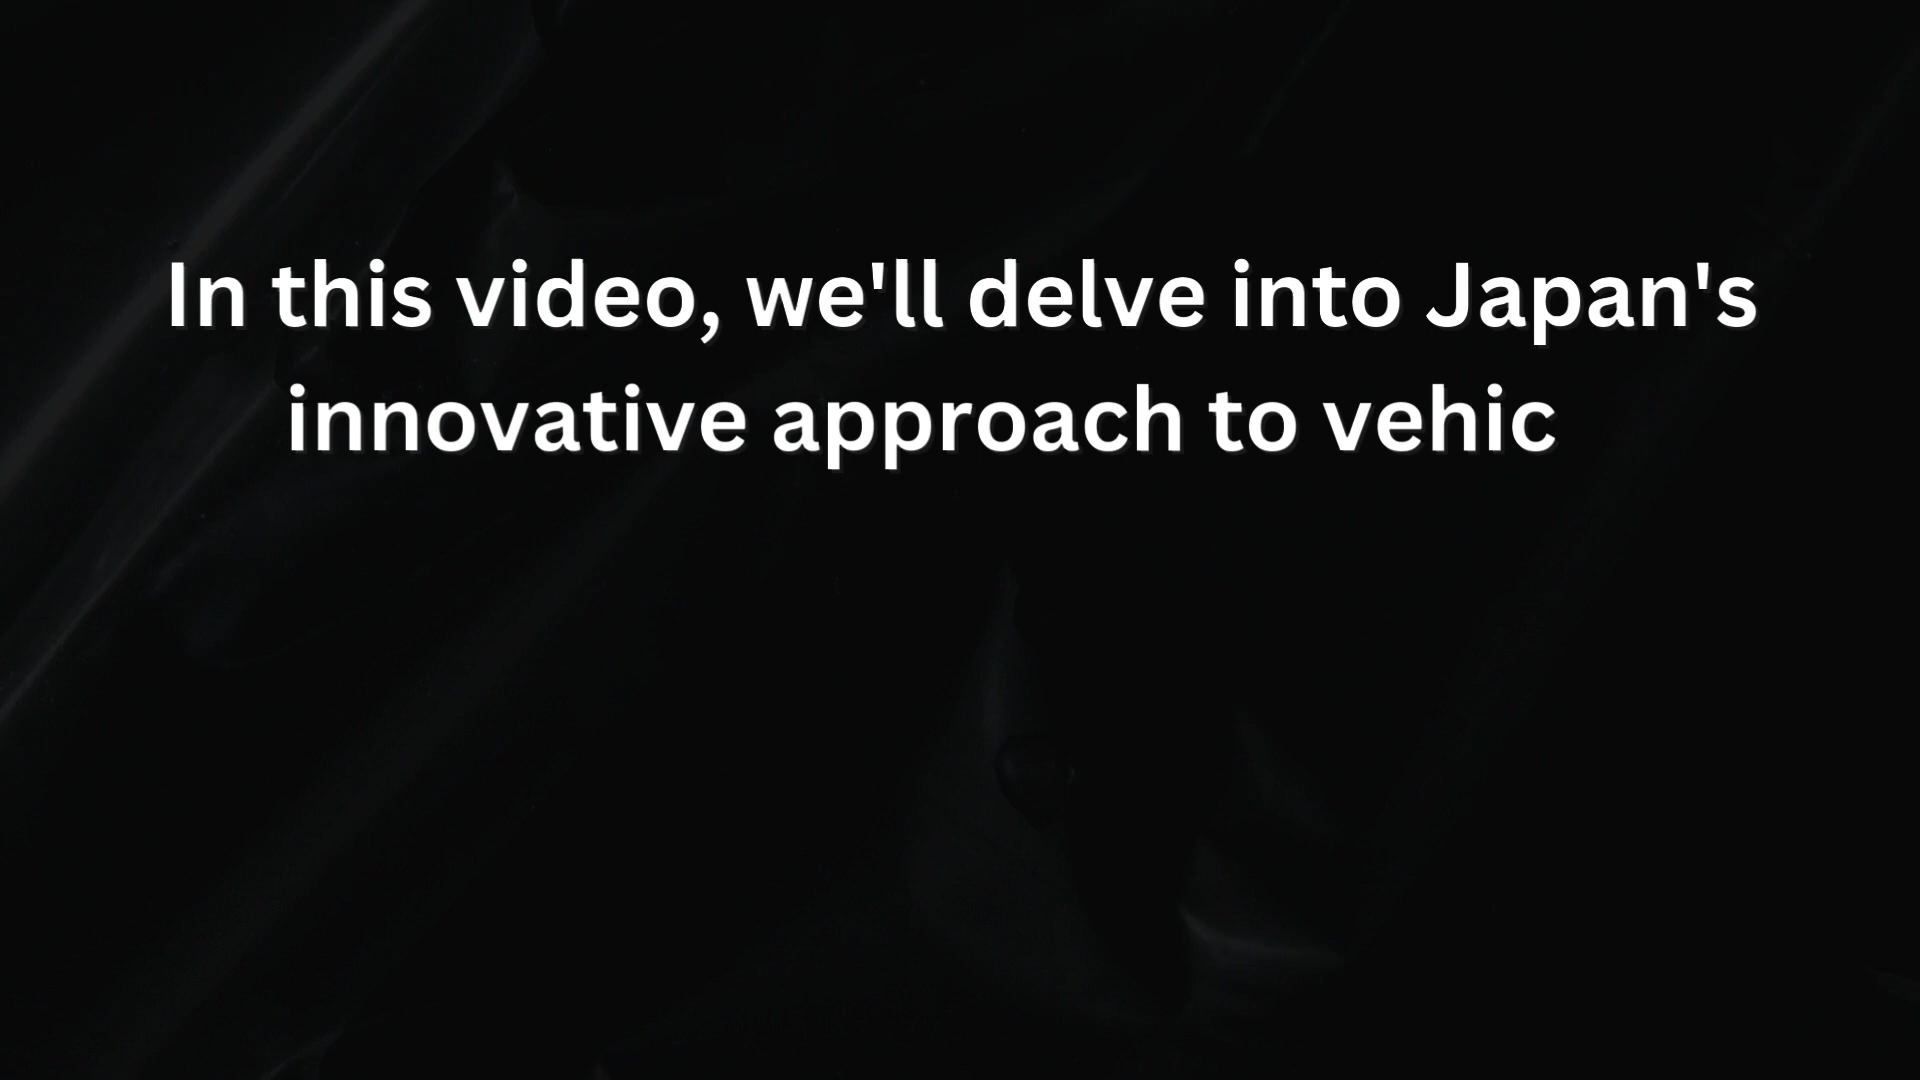 In this video, we'll delve into Japan's
innovative approach to vehic